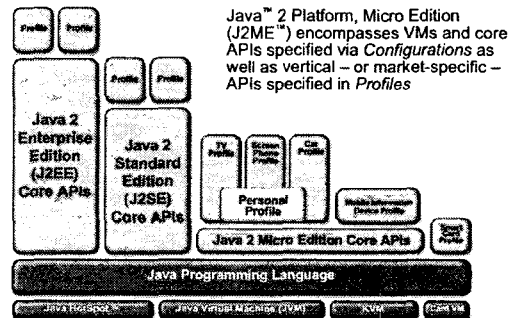 Java™ 2 Platform, Micro Edition
(J2ME™) encompasses VMs and core
APIs specified via Configurations as
well as vertical – or market-specific –
APIs specified in Profiles
Profile
Profile
Java 2
Enterprise
Edition
(J2EE)
Core APIs
Profile
Profile
Java 2
Standard
Edition
(J2SE)
Core APIs
TV
Profile
Screen
Phone
Profile
Car
Profile
Personal
Profile
Mobile Information
Device Profile
Smart
Card
Profile
Java 2 Micro Edition Core APIs
Java Programming Language
Java HotSpot™
Java Virtual Machine (JVM)
KVM
Card VM